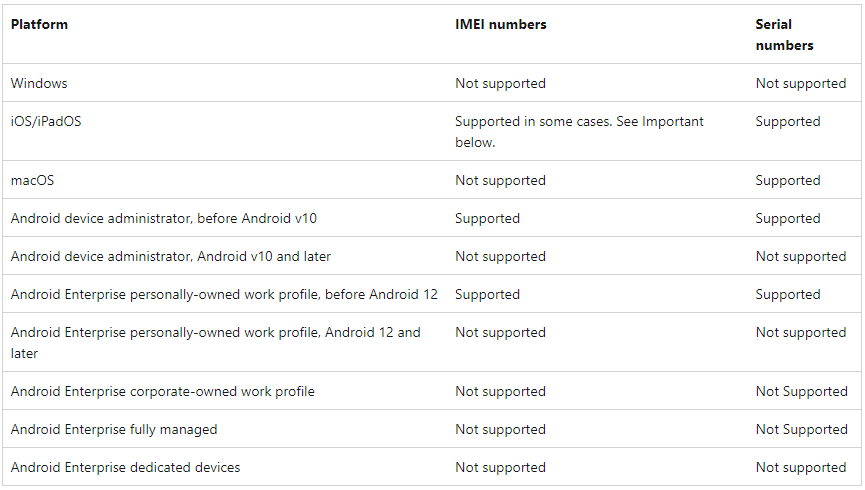 Platform IMEI numbers Serial numbers
Windows Not supported Not supported
iOS/iPadOS Supported in some cases. See Important below. Supported
macOS Not supported Supported
Android device administrator, before Android v10 Supported Supported
Android device administrator, Android v10 and later Not supported Not supported
Android Enterprise personally-owned work profile, before Android 12 Supported Supported
Android Enterprise personally-owned work profile, Android 12 and later Not supported Not supported
Android Enterprise corporate-owned work profile Not supported Not Supported
Android Enterprise fully managed Not supported Not Supported
Android Enterprise dedicated devices Not supported Not supported